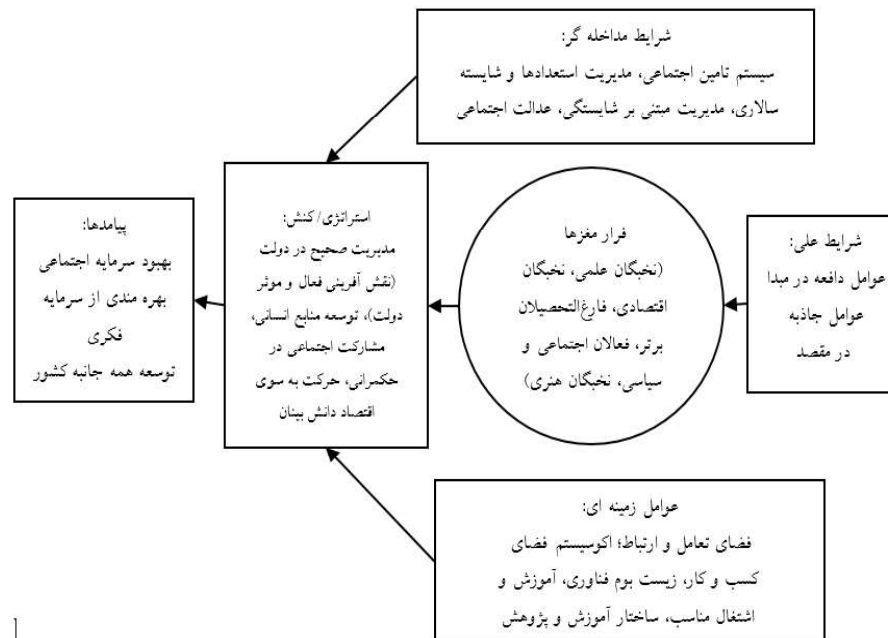 شرایط مداخله گر:
سیستم تامین اجتماعی، مدیریت استعدادها و شایسته
سالاری، مدیریت مبتنی بر شایستگی، عدالت اجتماعی
شرایط علی:
عوامل دافعه در مبدا
عوامل جاذبه
در مقصد
فرار مغزها
(نخبگان علمی، نخبگان
اقتصادی، فارغ‌التحصیلان
برتر، فعالان اجتماعی و
سیاسی، نخبگان هنری)
استراتژی/کنش:
مدیریت صحیح در دولت
(نقش آفرینی فعال و موثر
دولت)، توسعه منابع انسانی،
مشارکت اجتماعی در
حکمرانی، حرکت به سوی
اقتصاد دانش بینان
پیامدها:
بهبود سرمایه اجتماعی
بهره مندی از سرمایه
فکری
توسعه همه جانبه کشور
عوامل زمینه ای:
فضای تعامل و ارتباط؛ اکوسیستم فضای
کسب و کار، زیست بوم فناوری، آموزش و
اشتغال مناسب، ساختار آموزش و پژوهش